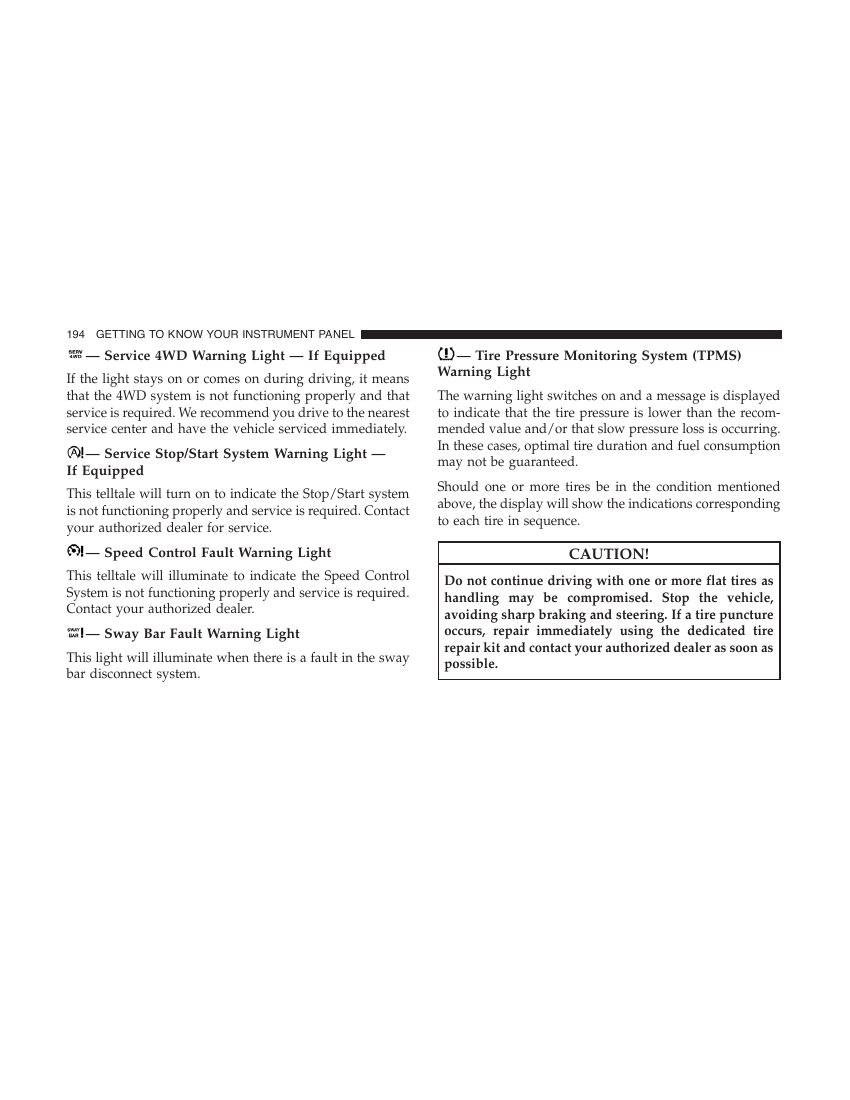 194 GETTING TO KNOW YOUR INSTRUMENT PANEL
SERV 4WD — Service 4WD Warning Light — If Equipped
If the light stays on or comes on during driving, it means
that the 4WD system is not functioning properly and that
service is required. We recommend you drive to the nearest
service center and have the vehicle serviced immediately.
A! — Service Stop/Start System Warning Light —
If Equipped
This telltale will turn on to indicate the Stop/Start system
is not functioning properly and service is required. Contact
your authorized dealer for service.
! — Speed Control Fault Warning Light
This telltale will illuminate to indicate the Speed Control
System is not functioning properly and service is required.
Contact your authorized dealer.
SWAY BAR ! — Sway Bar Fault Warning Light
This light will illuminate when there is a fault in the sway
bar disconnect system.
(!) — Tire Pressure Monitoring System (TPMS)
Warning Light
The warning light switches on and a message is displayed
to indicate that the tire pressure is lower than the recom-
mended value and/or that slow pressure loss is occurring.
In these cases, optimal tire duration and fuel consumption
may not be guaranteed.
Should one or more tires be in the condition mentioned
above, the display will show the indications corresponding
to each tire in sequence.
CAUTION!
Do not continue driving with one or more flat tires as
handling may be compromised. Stop the vehicle,
avoiding sharp braking and steering. If a tire puncture
occurs, repair immediately using the dedicated tire
repair kit and contact your authorized dealer as soon as
possible.